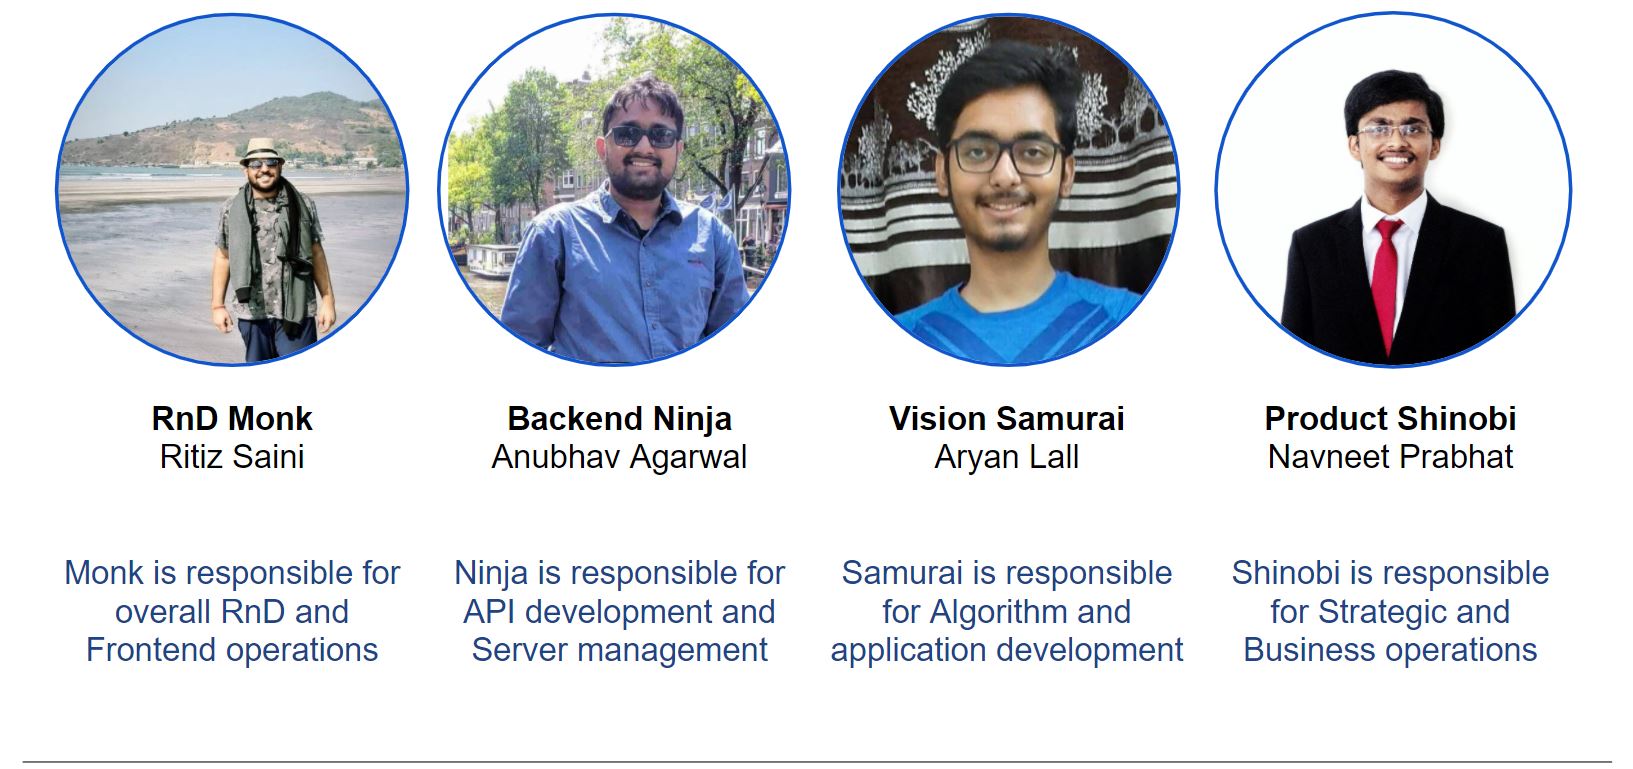 RnD Monk
Ritiz Saini
Monk is responsible for
overall RnD and
Frontend operations
Backend Ninja
Anubhav Agarwal
Ninja is responsible for
API development and
Server management
Vision Samurai
Aryan Lall
Samurai is responsible
for Algorithm and
application development
Product Shinobi
Navneet Prabhat
Shinobi is responsible
for Strategic and
Business operations